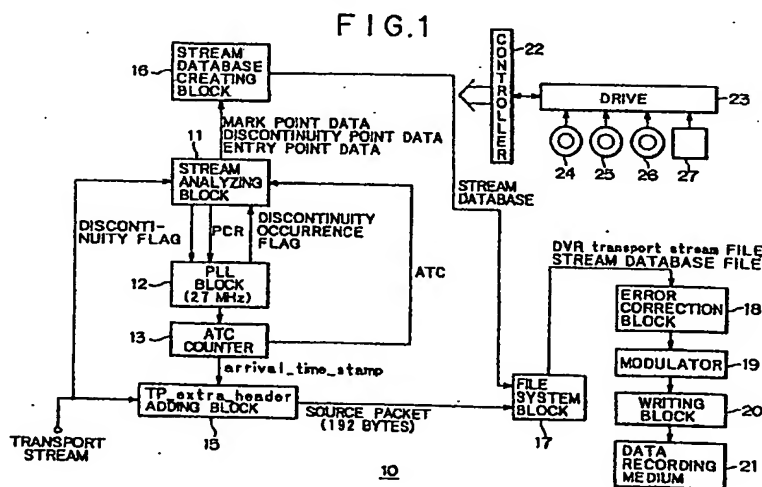 FIG.1
STREAM
DATABASE
CREATING
BLOCK
16
MARK POINT DATA
DISCONTINUITY POINT DATA
ENTRY POINT DATA
11
STREAM
ANALYZING
BLOCK
DISCONTI-
NUITY FLAG
PCR
DISCONTINUITY
OCCURRENCE
FLAG
12
PLL
BLOCK
(27 MHz)
13
ATC
COUNTER
ATC
arrival_time_stamp
TP_extra_header
ADDING BLOCK
15
TRANSPORT
STREAM
SOURCE PACKET
(192 BYTES)
STREAM
DATABASE
CONTROLLER
22
DRIVE
23
24
25
26
27
DVR transport stream FILE
STREAM DATABASE FILE
FILE
SYSTEM
BLOCK
17
ERROR
CORRECTION
BLOCK
18
MODULATOR
19
WRITING
BLOCK
20
DATA
RECORDING
MEDIUM
21
10